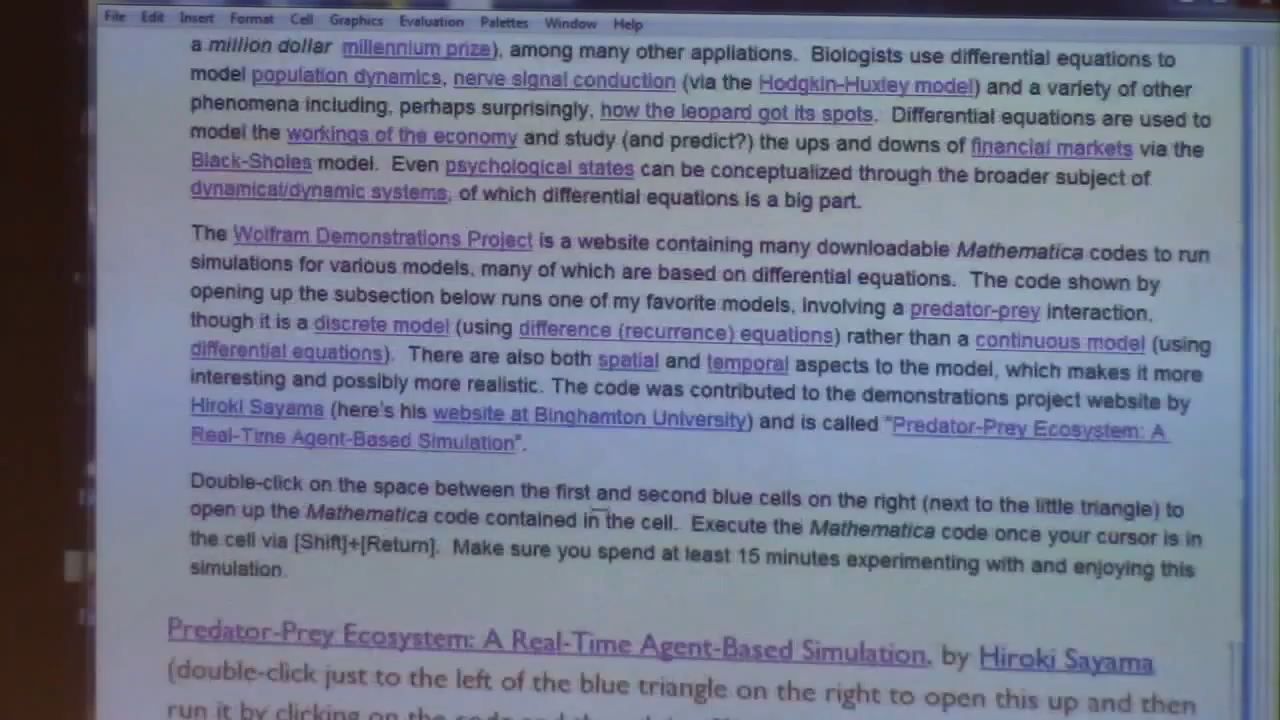 File Edit Insert Format Cell Graphics Evaluation Palettes Window Help
a million dollar millennium prize), among many other appliations. Biologists use differential equations to
model population dynamics, nerve signal conduction (via the Hodgkin-Huxley model) and a variety of other
phenomena including, perhaps surprisingly, how the leopard got its spots. Differential equations are used to
model the workings of the economy and study (and predict?) the ups and downs of financial markets via the
Black-Sholes model. Even psychological states can be conceptualized through the broader subject of
dynamical/dynamic systems, of which differential equations is a big part.
The Wolfram Demonstrations Project is a website containing many downloadable Mathematica codes to run
simulations for various models, many of which are based on differential equations. The code shown by
opening up the subsection below runs one of my favorite models, involving a predator-prey interaction,
though it is a discrete model (using difference (recurrence) equations) rather than a continuous model (using
differential equations). There are also both spatial and temporal aspects to the model, which makes it more
interesting and possibly more realistic. The code was contributed to the demonstrations project website by
Hiroki Sayama (here's his website at Binghamton University) and is called "Predator-Prey Ecosystem: A
Real-Time Agent-Based Simulation".
Double-click on the space between the first and second blue cells on the right (next to the little triangle) to
open up the Mathematica code contained in the cell. Execute the Mathematica code once your cursor is in
the cell via [Shift]+[Return]. Make sure you spend at least 15 minutes experimenting with and enjoying this
simulation.
Predator-Prey Ecosystem: A Real-Time Agent-Based Simulation, by Hiroki Sayama
(double-click just to the left of the blue triangle on the right to open this up and then
run it by clicking on the code and